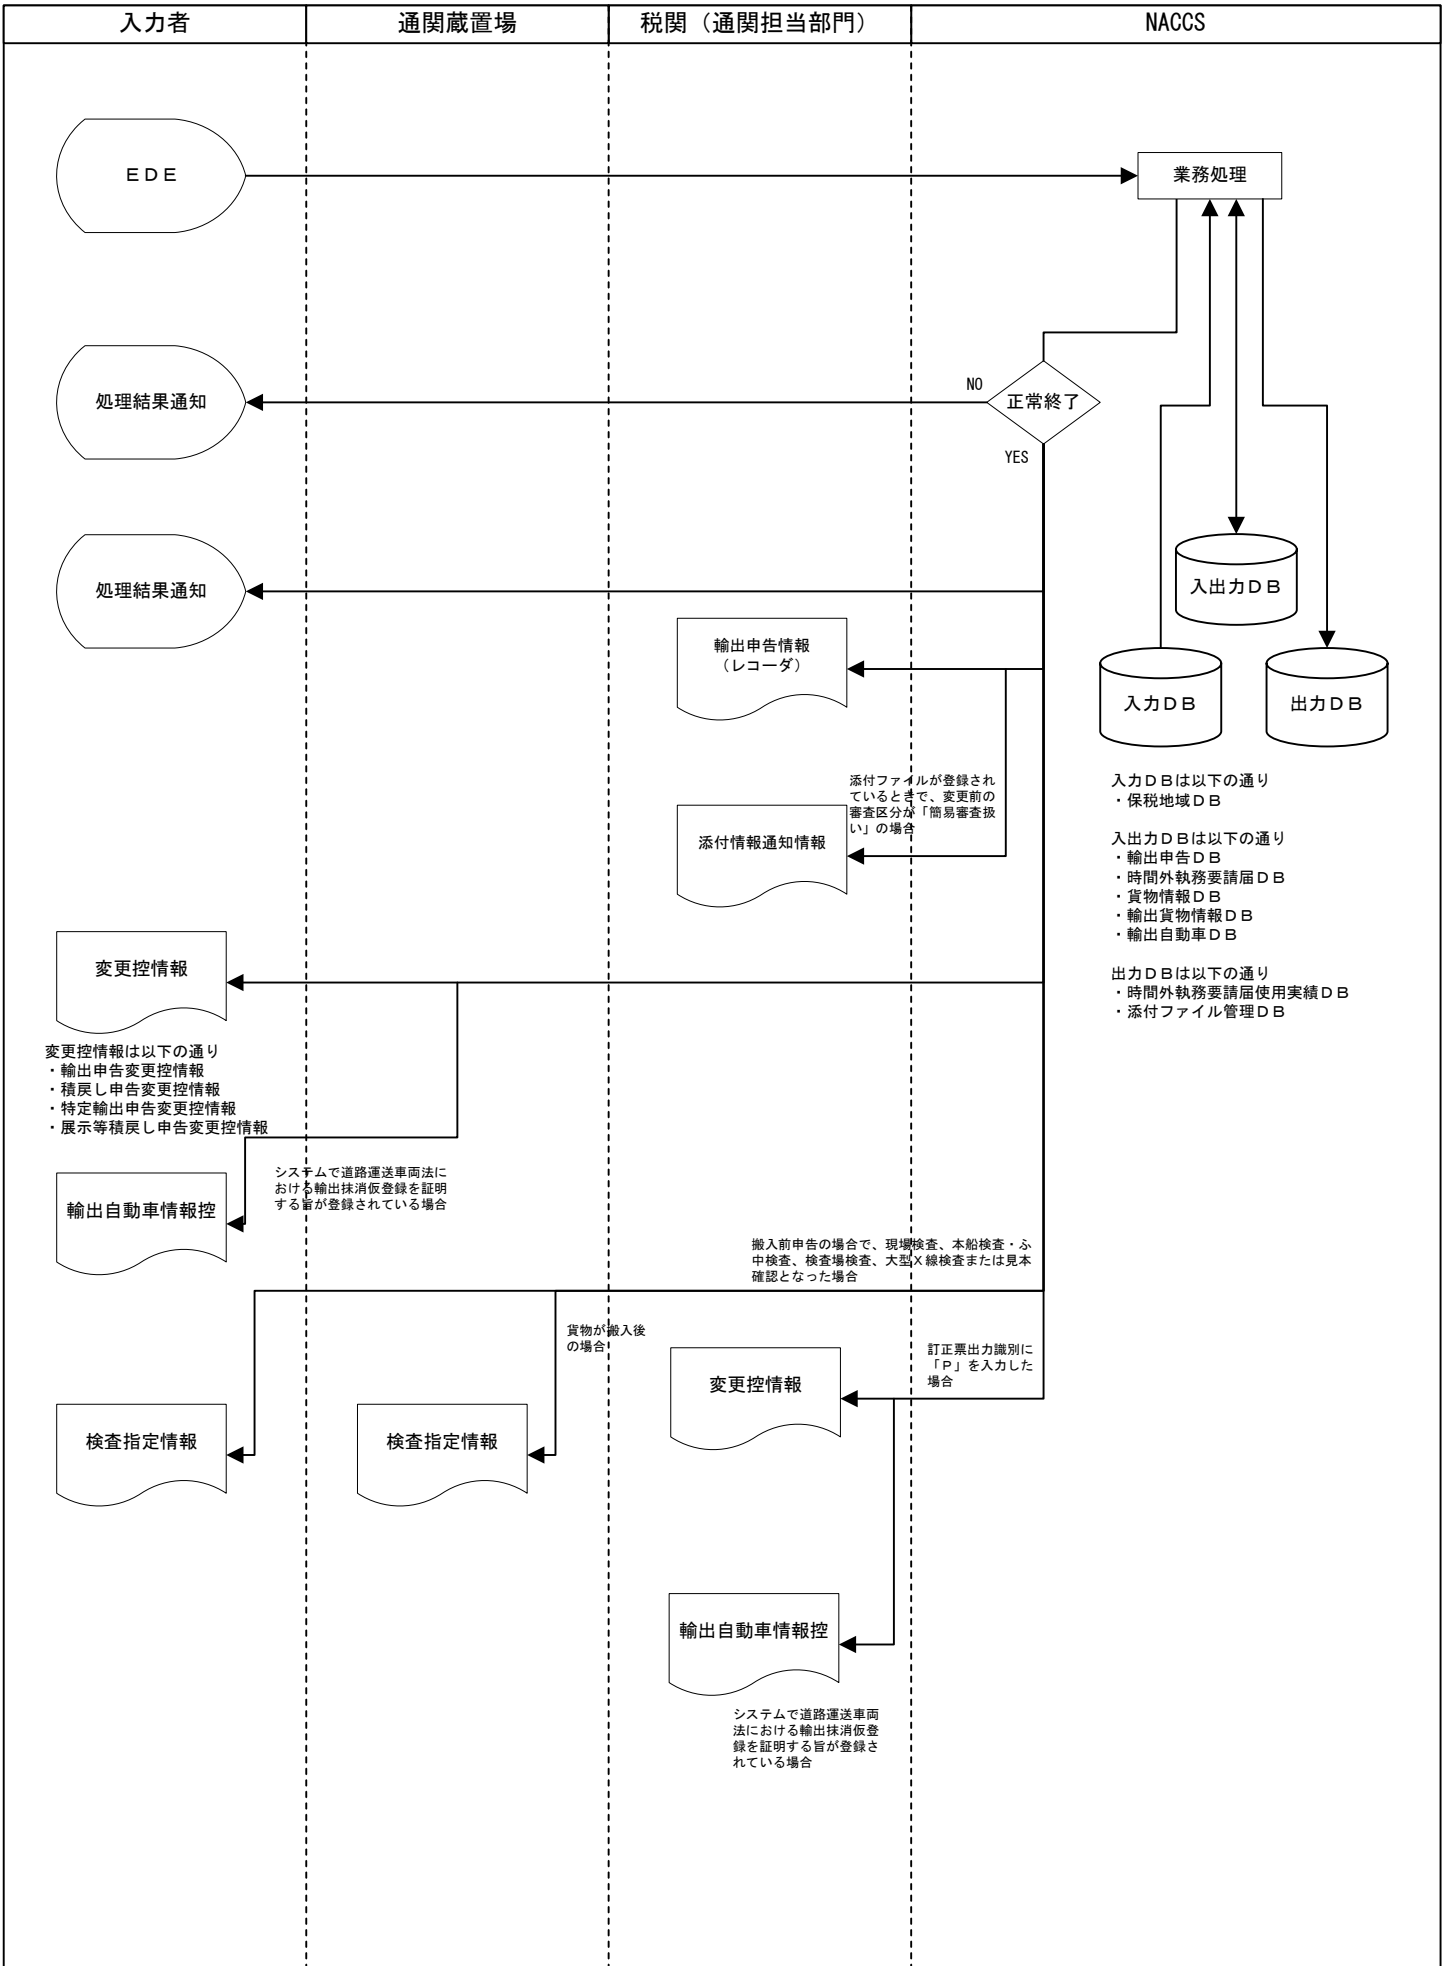 入力者
通関蔵置場
税関（通関担当部門）
NACCS
ＥＤＥ
業務処理
処理結果通知
NO
正常終了
YES
処理結果通知
入出力ＤＢ
輸出申告情報
（レコーダ）
入力ＤＢ
出力ＤＢ
添付ファイルが登録され
ているときで、変更前の
審査区分が「簡易審査扱
い」の場合
添付情報通知情報
入力ＤＢは以下の通り
・保税地域ＤＢ
入出力ＤＢは以下の通り
・輸出申告ＤＢ
・時間外執務要請届ＤＢ
・貨物情報ＤＢ
・輸出貨物情報ＤＢ
・輸出自動車ＤＢ
出力ＤＢは以下の通り
・時間外執務要請届使用実績ＤＢ
・添付ファイル管理ＤＢ
変更控情報
変更控情報は以下の通り
・輸出申告変更控情報
・積戻し申告変更控情報
・特定輸出申告変更控情報
・展示等積戻し申告変更控情報
システムで道路運送車両法に
おける輸出抹消仮登録を証明
する旨が登録されている場合
輸出自動車情報控
搬入前申告の場合で、現場検査、本船検査・ふ
中検査、検査場検査、大型Ｘ線検査または見本
確認となった場合
貨物が搬入後
の場合
訂正票出力識別に
「Ｐ」を入力した
場合
変更控情報
検査指定情報
検査指定情報
輸出自動車情報控
システムで道路運送車両
法における輸出抹消仮登
録を証明する旨が登録さ
れている場合